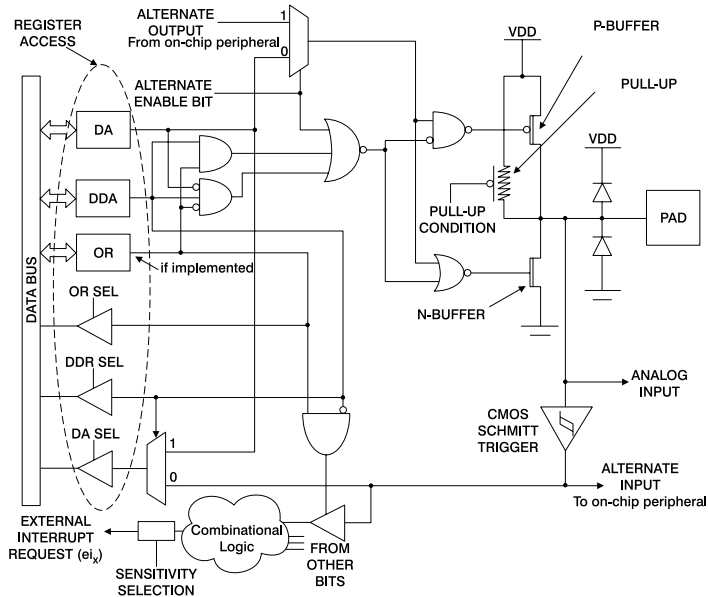 REGISTER
ACCESS
ALTERNATE
OUTPUT
From on-chip peripheral
1
0
ALTERNATE
ENABLE BIT
VDD
P-BUFFER
PULL-UP
VDD
DA
DDA
OR
if implemented
PULL-UP
CONDITION
PAD
N-BUFFER
DATA BUS
OR SEL
DDR SEL
DA SEL
1
0
CMOS
SCHMITT
TRIGGER
ANALOG
INPUT
ALTERNATE
INPUT
To on-chip peripheral
EXTERNAL
INTERRUPT
REQUEST (eix)
SENSITIVITY
SELECTION
Combinational
Logic
FROM
OTHER
BITS